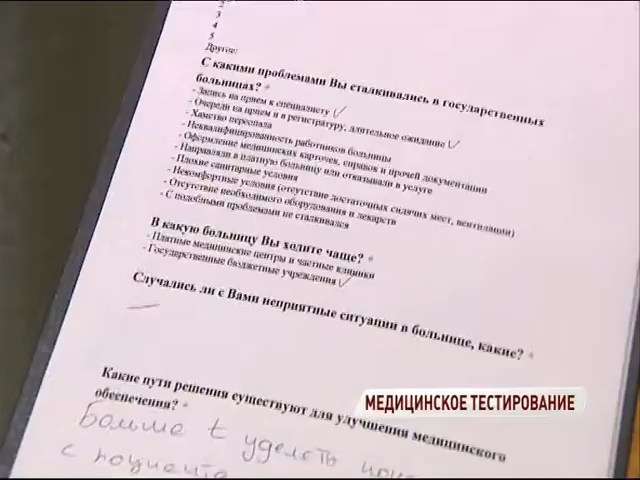 2
3
4
5
Другое:
С какими проблемами Вы сталкивались в государственных
больницах? *
- Запись на прием к специалисту ✓
- Очереди на прием и в регистратуру, длительное ожидание ✓
- Хамство персонала
- Неквалифицированность работников больницы
- Оформление медицинских карточек, справок и прочей документации
- Направляли в платную больницу или отказывали в услуге
- Плохие санитарные условия
- Некомфортные условия (отсутствие достаточных сидячих мест, вентиляции)
- Отсутствие необходимого оборудования и лекарств
- С подобными проблемами не сталкивался
В какую больницу Вы ходите чаще? *
- Платные медицинские центры и частные клиники
- Государственные бюджетные учреждения ✓
Случались ли с Вами неприятные ситуации в больнице, какие? *
—
Какие пути решения существуют для улучшения медицинского
обеспечения? *
МЕДИЦИНСКОЕ ТЕСТИРОВАНИЕ
Больше t уделять
с пациента